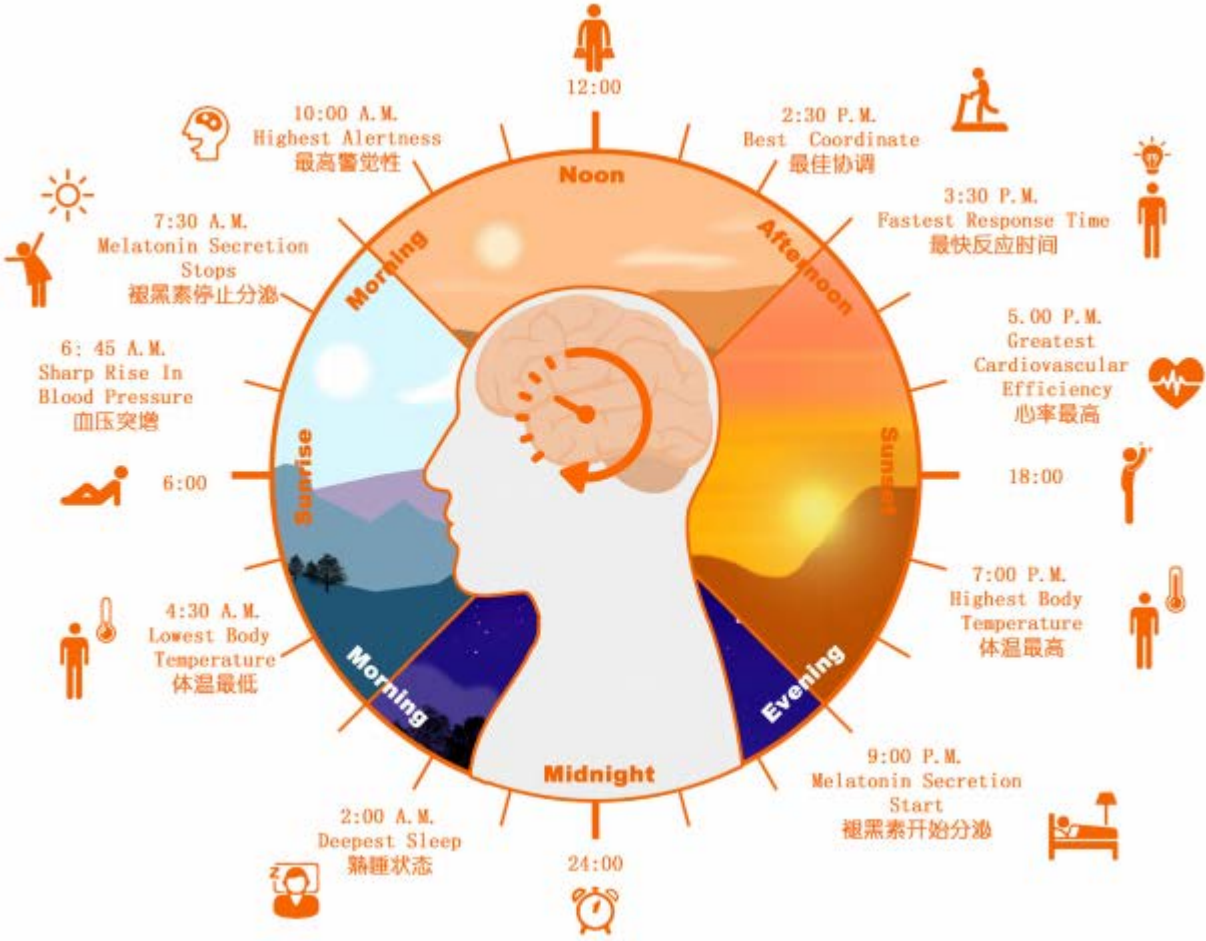 12:00
10:00 A.M.
Highest Alertness
最高警觉性
2:30 P.M.
Best Coordinate
最佳协调
Noon
7:30 A.M.
Melatonin Secretion
Stops
褪黑素停止分泌
Morning
Afternoon
3:30 P.M.
Fastest Response Time
最快反应时间
6: 45 A.M.
Sharp Rise In
Blood Pressure
血压突增
5.00 P.M.
Greatest
Cardiovascular
Efficiency
心率最高
6:00
Sunrise
Sunset
18:00
4:30 A.M.
Lowest Body
Temperature
体温最低
Morning
Evening
7:00 P.M.
Highest Body
Temperature
体温最高
Midnight
2:00 A.M.
Deepest Sleep
熟睡状态
Z
24:00
9:00 P.M.
Melatonin Secretion
Start
褪黑素开始分泌